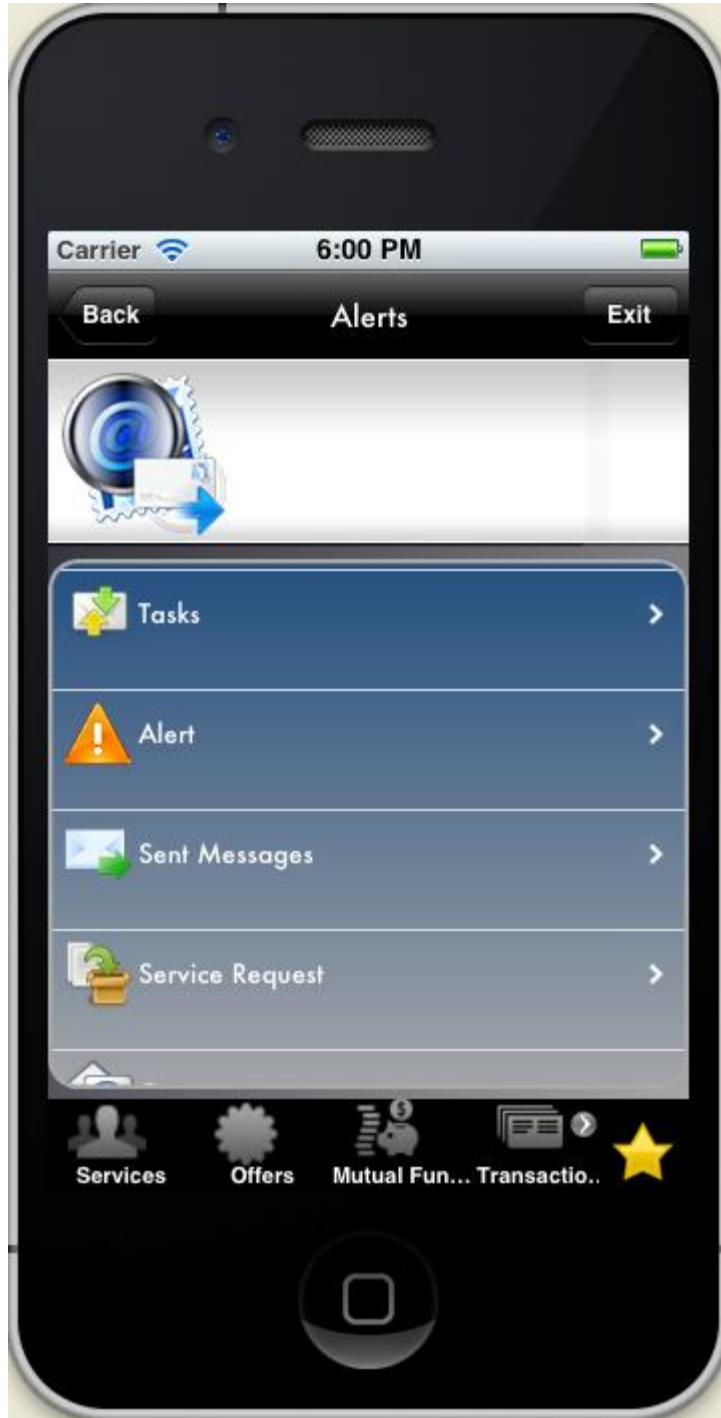 Carrier 6:00 PM
Back Alerts Exit
@
Tasks
Alert
Sent Messages
Service Request
Services Offers Mutual Fun... Transactio..